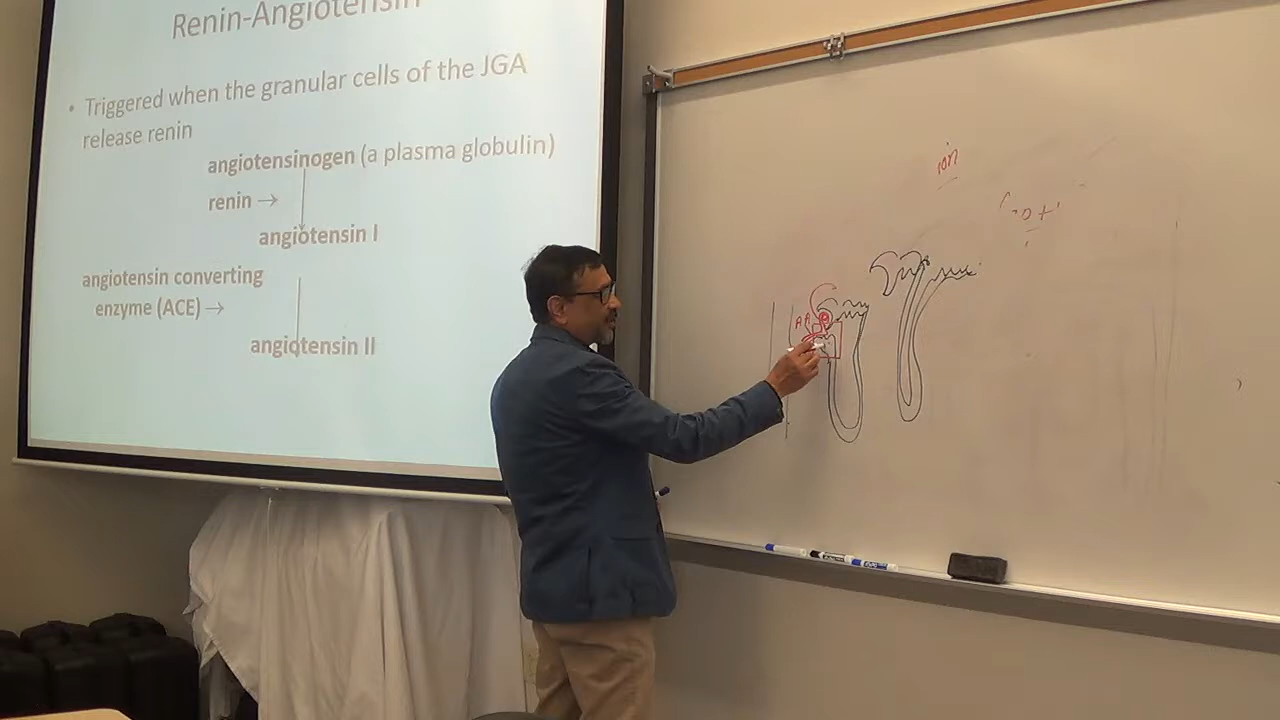 Renin-Angiotensin
• Triggered when the granular cells of the JGA
release renin
angiotensinogen (a plasma globulin)
renin →
angiotensin I
angiotensin converting
enzyme (ACE) →
angiotensin II
AA